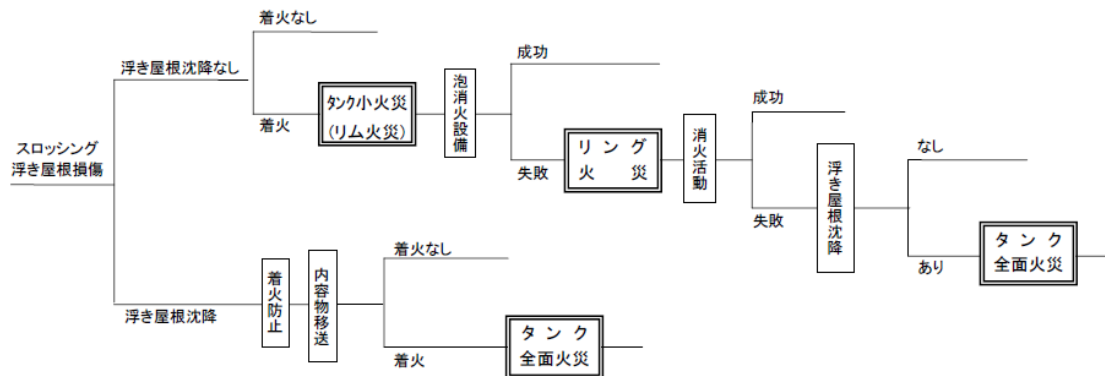 着火なし
浮き屋根沈降なし
着火
タンク小火災
(リム火災)
泡消火設備
成功
失敗
リング
火災
消火活動
成功
失敗
浮き屋根沈降
なし
あり
タンク
全面火災
スロッシング
浮き屋根損傷
浮き屋根沈降
着火防止
内容物移送
着火なし
着火
タンク
全面火災